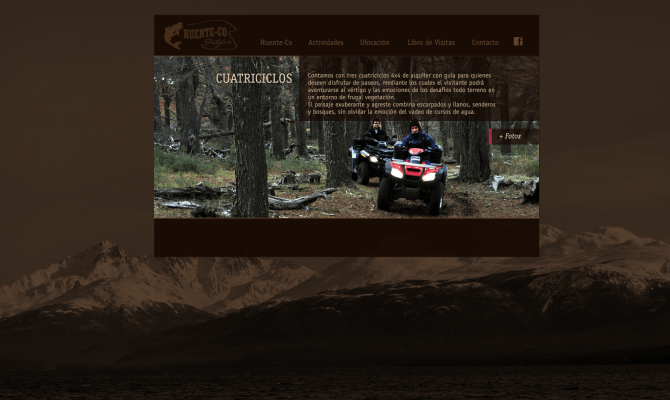 HUENTE-CO
Huente-Co Actividades Ubicación Libro de Visitas Contacto
CUATRICICLOS
Contamos con tres cuatriciclos 4x4 de alquiler con guía para quienes
deseen disfrutar de paseos, mediante los cuales el visitante podrá
aventurarse al vértigo y las emociones de los desafíos todo terreno en
un entorno de frugal vegetación.
El paisaje exuberante y agreste combina escarpados y llanos, senderos
y bosques, sin olvidar la emoción del vadeo de cursos de agua.
+ Fotos